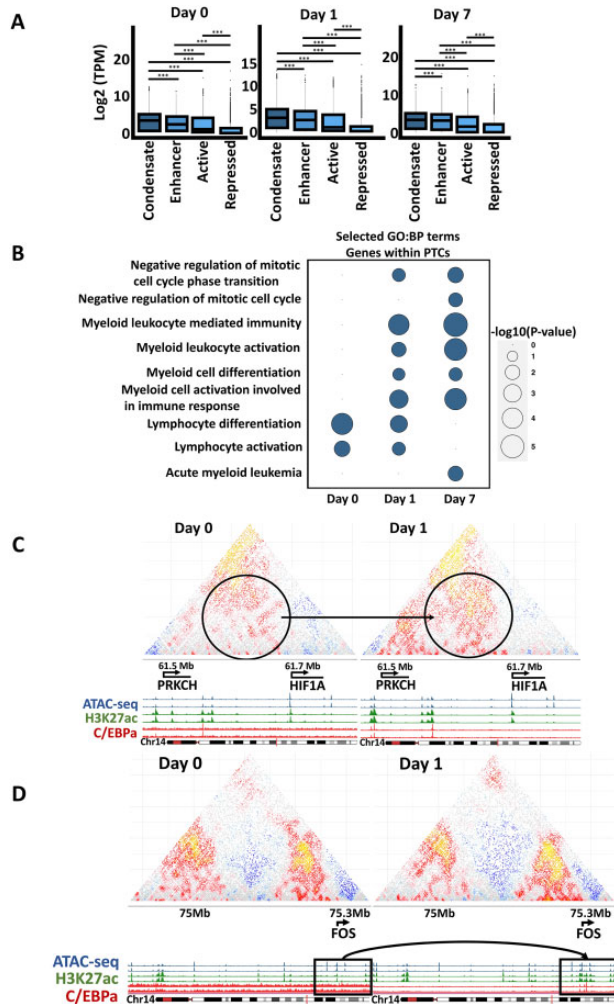 A
Day 0
Day 1
Day 7
Log2 (TPM)
20
10
0
***
***
***
***
***
***
15
10
5
0
***
***
***
***
***
***
20
10
0
***
***
***
***
***
***
Condensate
Enhancer
Active
Repressed
Condensate
Enhancer
Active
Repressed
Condensate
Enhancer
Active
Repressed
B
Selected GO:BP terms
Genes within PTCs
Negative regulation of mitotic
cell cycle phase transition
Negative regulation of mitotic cell cycle
Myeloid leukocyte mediated immunity
Myeloid leukocyte activation
Myeloid cell differentiation
Myeloid cell activation involved
in immune response
Lymphocyte differentiation
Lymphocyte activation
Acute myeloid leukemia
Day 0
Day 1
Day 7
-log10(P-value)
0
1
2
3
4
5
C
Day 0
Day 1
61.5 Mb
PRKCH
61.7 Mb
HIF1A
61.5 Mb
PRKCH
61.7 Mb
HIF1A
ATAC-seq
H3K27ac
C/EBPa
Chr14
Chr14
D
Day 0
Day 1
75Mb
75.3Mb
FOS
75Mb
75.3Mb
FOS
ATAC-seq
H3K27ac
C/EBPa
Chr14
Chr14